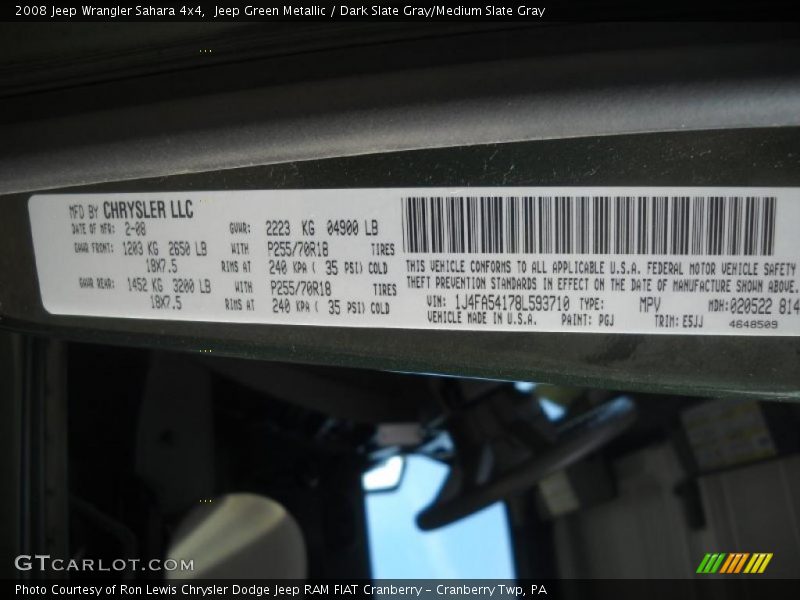 2008 Jeep Wrangler Sahara 4x4, Jeep Green Metallic / Dark Slate Gray/Medium Slate Gray
MFD BY CHRYSLER LLC
DATE OF MFR: 2-08 GVWR: 2223 KG 04900 LB
GAWR FRONT: 1203 KG 2650 LB WITH P255/70R18 TIRES
18X7.5 RIMS AT 240 KPA ( 35 PSI) COLD
GAWR REAR: 1452 KG 3200 LB WITH P255/70R18 TIRES
18X7.5 RIMS AT 240 KPA ( 35 PSI) COLD
THIS VEHICLE CONFORMS TO ALL APPLICABLE U.S.A. FEDERAL MOTOR VEHICLE SAFETY
THEFT PREVENTION STANDARDS IN EFFECT ON THE DATE OF MANUFACTURE SHOWN ABOVE.
VIN: 1J4FA54178L593710 TYPE: MPV MDH:020522 814
VEHICLE MADE IN U.S.A. PAINT: PGJ TRIM: E5JJ 4648509
GTCARLOT.COM
Photo Courtesy of Ron Lewis Chrysler Dodge Jeep RAM FIAT Cranberry - Cranberry Twp, PA